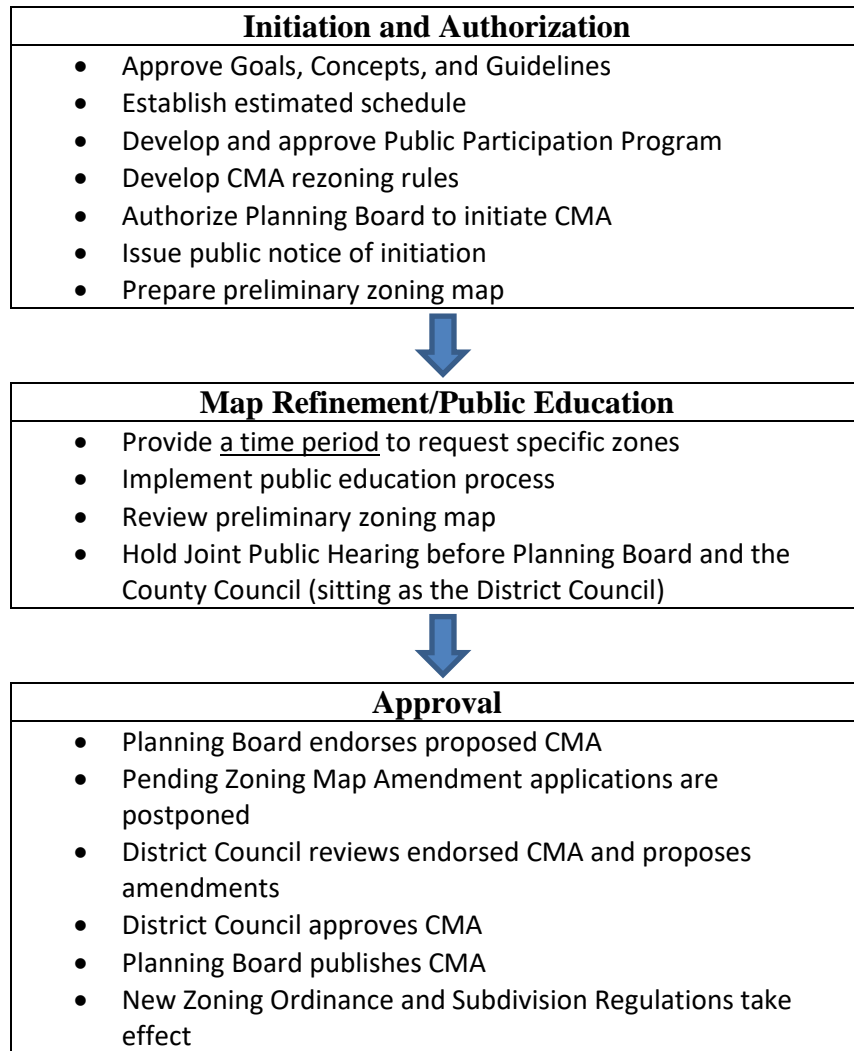 Initiation and Authorization
• Approve Goals, Concepts, and Guidelines
• Establish estimated schedule
• Develop and approve Public Participation Program
• Develop CMA rezoning rules
• Authorize Planning Board to initiate CMA
• Issue public notice of initiation
• Prepare preliminary zoning map
Map Refinement/Public Education
• Provide a time period to request specific zones
• Implement public education process
• Review preliminary zoning map
• Hold Joint Public Hearing before Planning Board and the
County Council (sitting as the District Council)
Approval
• Planning Board endorses proposed CMA
• Pending Zoning Map Amendment applications are
postponed
• District Council reviews endorsed CMA and proposes
amendments
• District Council approves CMA
• Planning Board publishes CMA
• New Zoning Ordinance and Subdivision Regulations take
effect